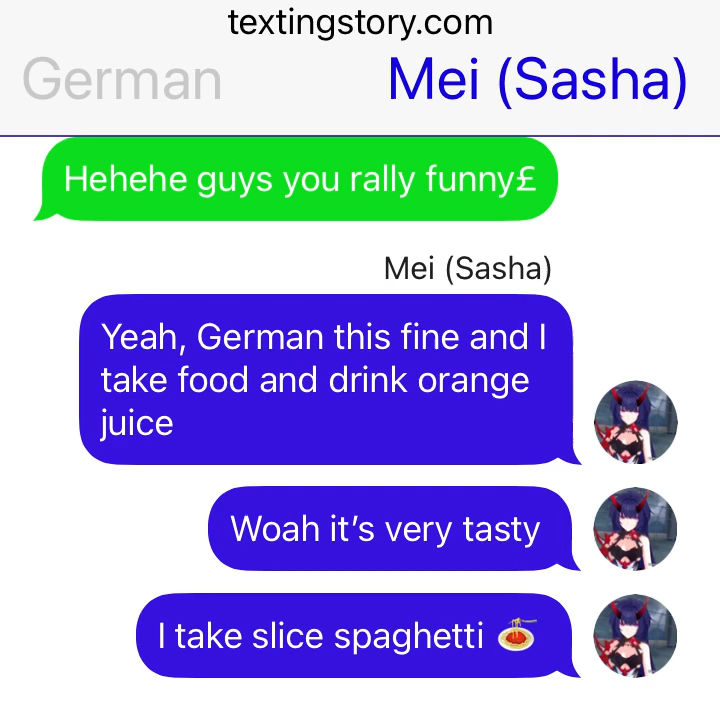 textingstory.com
German Mei (Sasha)
Hehehe guys you rally funny£
Mei (Sasha)
Yeah, German this fine and I
take food and drink orange
juice
Woah it’s very tasty
I take slice spaghetti 🍝